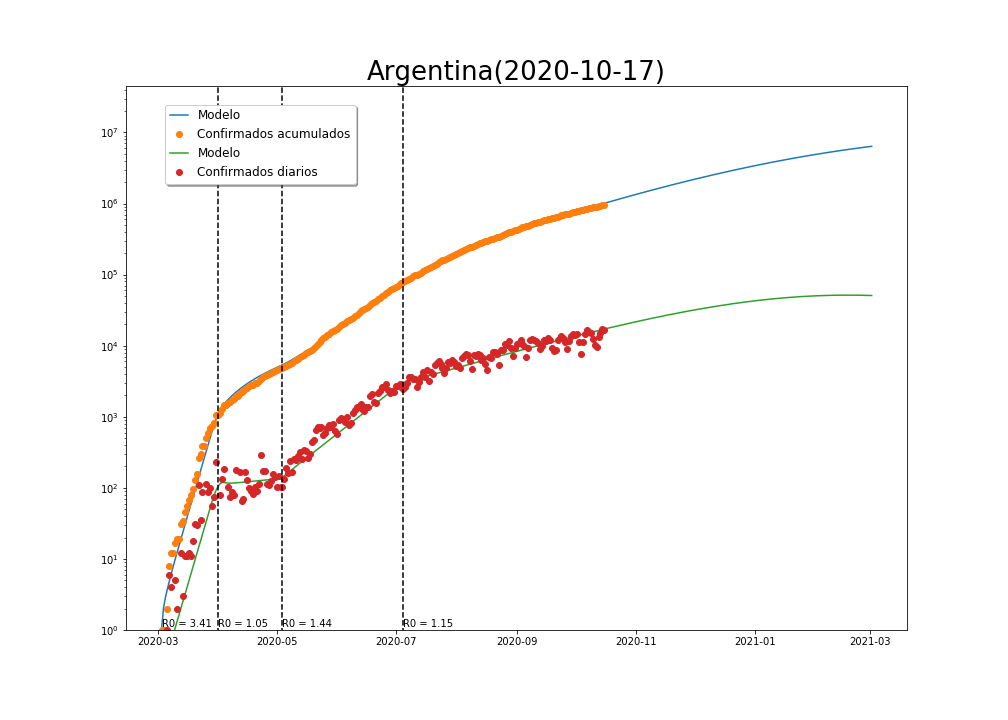 Argentina(2020-10-17)
Modelo
Confirmados acumulados
Modelo
Confirmados diarios
10⁷
10⁶
10⁵
10⁴
10³
10²
10¹
10⁰
R0 = 3.41 R0 = 1.05 R0 = 1.44 R0 = 1.15
2020-03 2020-05 2020-07 2020-09 2020-11 2021-01 2021-03